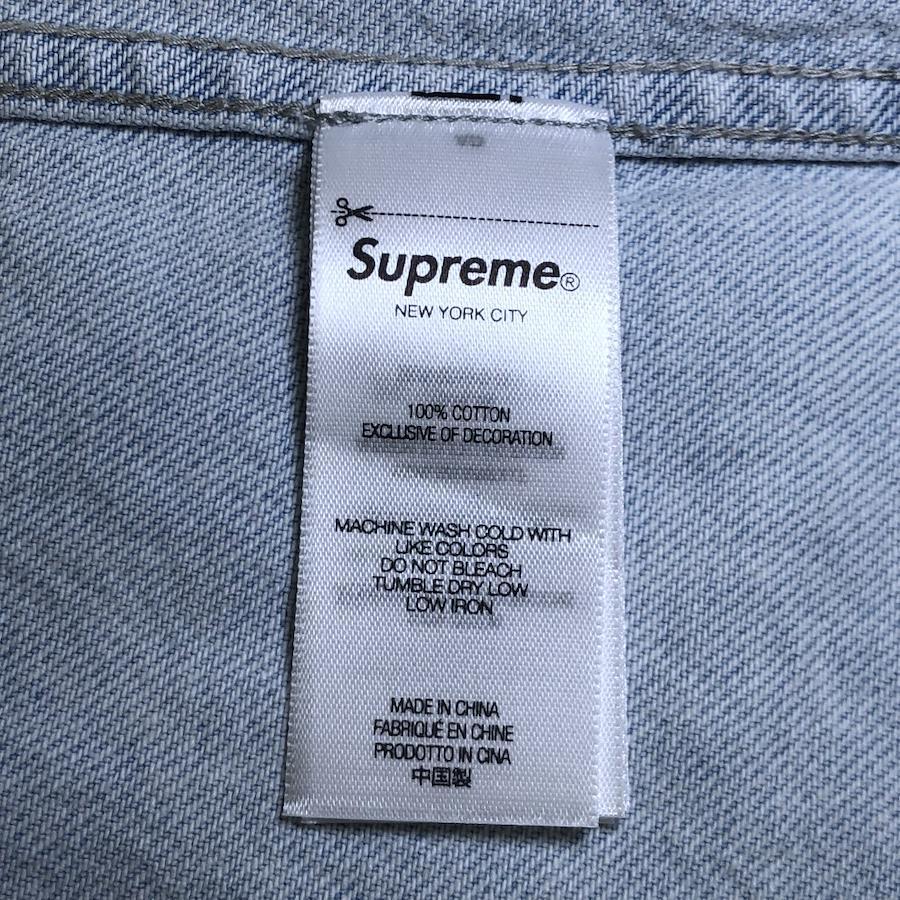 Supreme®
NEW YORK CITY
100% COTTON
EXCLUSIVE OF DECORATION
MACHINE WASH COLD WITH
LIKE COLORS
DO NOT BLEACH
TUMBLE DRY LOW
LOW IRON
MADE IN CHINA
FABRIQUÉ EN CHINE
PRODOTTO IN CINA
中国製